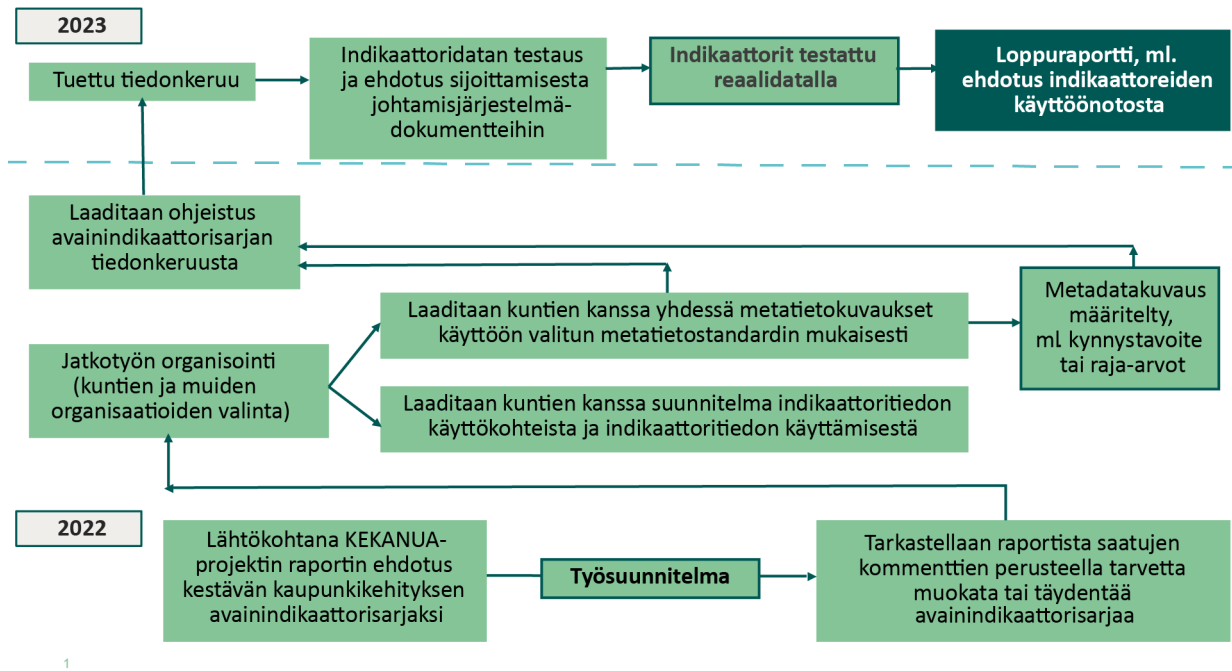 2023
Tuettu tiedonkeruu
Indikaattoridatan testaus
ja ehdotus sijoittamisesta
johtamisjärjestelmä-
dokumentteihin
Indikaattorit testattu
reaalidatalla
Loppuraportti, ml.
ehdotus indikaattoreiden
käyttöönotosta
Laaditaan ohjeistus
avainindikaattorisarjan
tiedonkeruusta
Laaditaan kuntien kanssa yhdessä metatietokuvaukset
käyttöön valitun metatietostandardin mukaisesti
Metadatakuvaus
määritelty,
ml. kynnystavoite
tai raja-arvot
Jatkotyön organisointi
(kuntien ja muiden
organisaatioiden valinta)
Laaditaan kuntien kanssa suunnitelma indikaattoritiedon
käyttökohteista ja indikaattoritiedon käyttämisestä
2022
Lähtökohtana KEKANUA-
projektin raportin ehdotus
kestävän kaupunkikehityksen
avainindikaattorisarjaksi
Työsuunnitelma
Tarkastellaan raportista saatujen
kommenttien perusteella tarvetta
muokata tai täydentää
avainindikaattorisarjaa
1